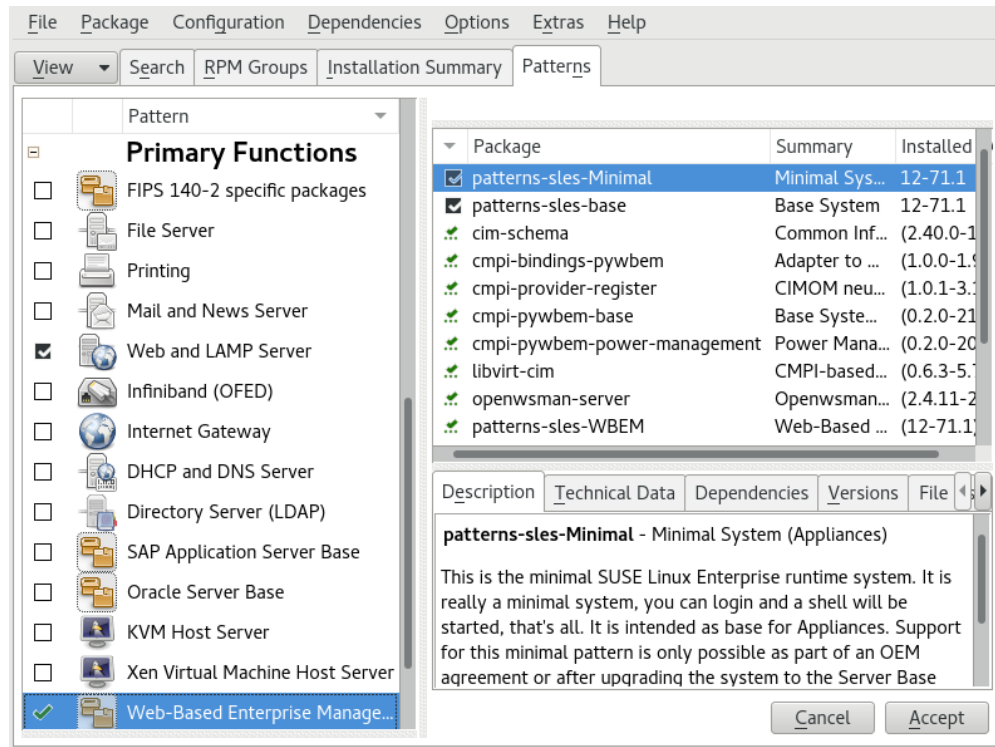 File Package Configuration Dependencies Options Extras Help
View Search RPM Groups Installation Summary Patterns
Pattern
Primary Functions
FIPS 140-2 specific packages
File Server
Printing
Mail and News Server
Web and LAMP Server
Infiniband (OFED)
Internet Gateway
DHCP and DNS Server
Directory Server (LDAP)
SAP Application Server Base
Oracle Server Base
KVM Host Server
Xen Virtual Machine Host Server
Web-Based Enterprise Manage...
Package Summary Installed
patterns-sles-Minimal Minimal Sys... 12-71.1
patterns-sles-base Base System 12-71.1
cim-schema Common Inf... (2.40.0-1
cmpi-bindings-pywbem Adapter to ... (1.0.0-1.9
cmpi-provider-register CIMOM neu... (1.0.1-3.1
cmpi-pywbem-base Base Syste... (0.2.0-21
cmpi-pywbem-power-management Power Mana... (0.2.0-20
libvirt-cim CMPI-based... (0.6.3-5.7
openwsman-server Openwsman... (2.4.11-2
patterns-sles-WBEM Web-Based ... (12-71.1)
Description Technical Data Dependencies Versions File
patterns-sles-Minimal - Minimal System (Appliances)
This is the minimal SUSE Linux Enterprise runtime system. It is
really a minimal system, you can login and a shell will be
started, that's all. It is intended as base for Appliances. Support
for this minimal pattern is only possible as part of an OEM
agreement or after upgrading the system to the Server Base
Cancel Accept